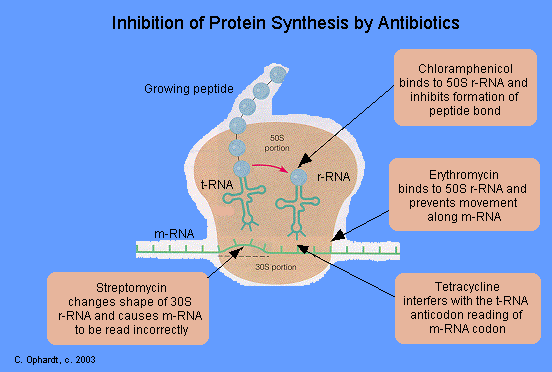 Inhibition of Protein Synthesis by Antibiotics
Growing peptide
Chloramphenicol
binds to 50S r-RNA and
inhibits formation of
peptide bond
50S
portion
t-RNA
r-RNA
Erythromycin
binds to 50S r-RNA and
prevents movement
along m-RNA
m-RNA
30S portion
Streptomycin
changes shape of 30S
r-RNA and causes m-RNA
to be read incorrectly
Tetracycline
interfers with the t-RNA
anticodon reading of
m-RNA codon
C. Ophardt, c. 2003